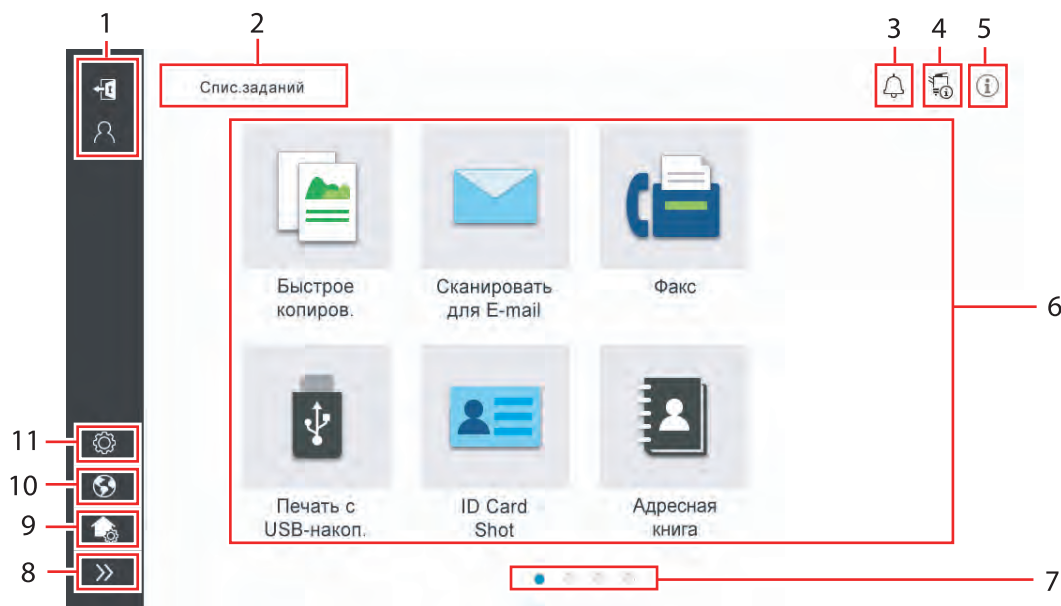 1
2
3
4
5
Спис.заданий
Быстрое
копиров.
Сканировать
для E-mail
Факс
6
11
10
9
8
Печать с
USB-накоп.
ID Card
Shot
Адресная
книга
7